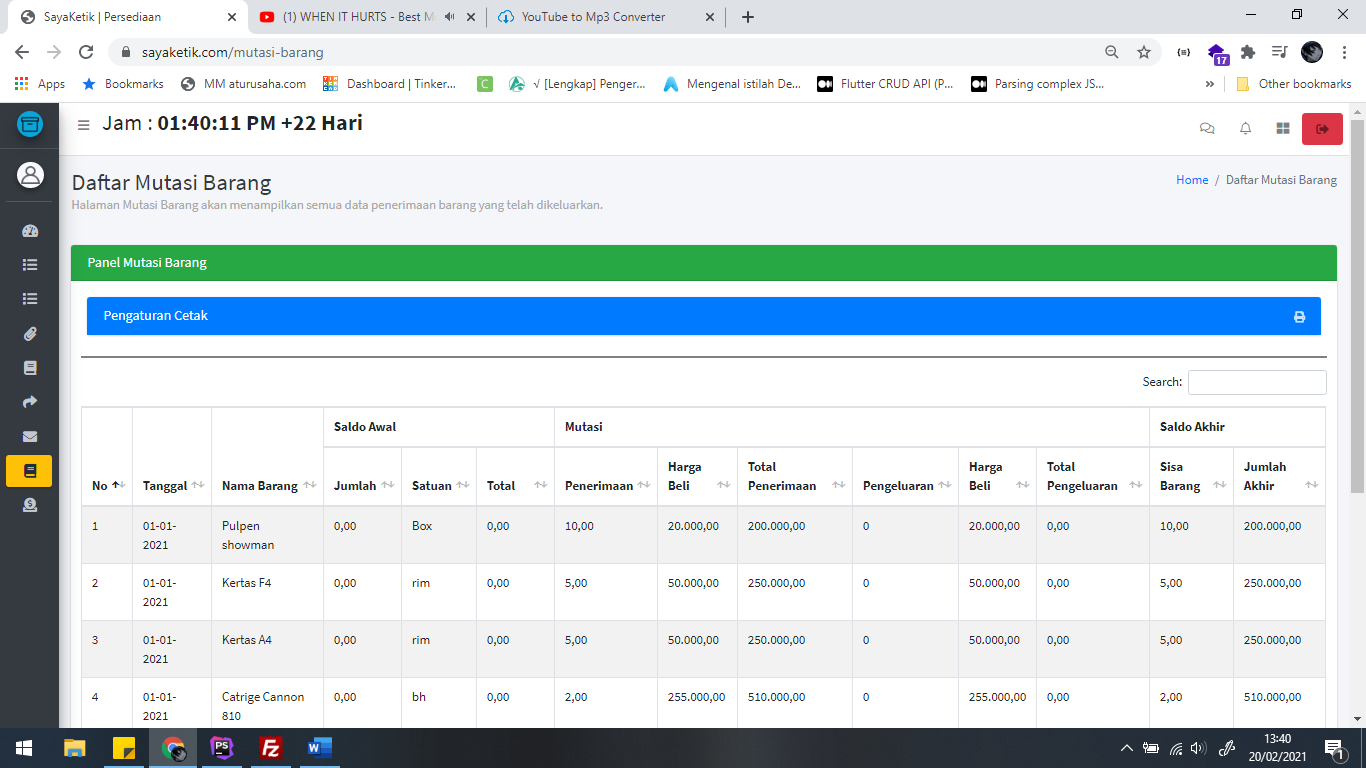 SayaKetik | Persediaan
(1) WHEN IT HURTS - Best M
YouTube to Mp3 Converter
sayaketik.com/mutasi-barang
17
Apps
Bookmarks
MM aturusaha.com
Dashboard | Tinker...
C
√ [Lengkap] Penger...
Mengenal istilah De...
Flutter CRUD API (P...
Parsing complex JS...
»
Other bookmarks
Jam : 01:40:11 PM +22 Hari
Daftar Mutasi Barang
Home / Daftar Mutasi Barang
Halaman Mutasi Barang akan menampilkan semua data penerimaan barang yang telah dikeluarkan.
Panel Mutasi Barang
Pengaturan Cetak
Search:
Saldo Awal Mutasi Saldo Akhir
No Tanggal Nama Barang Jumlah Satuan Total Penerimaan Harga Beli Total Penerimaan Pengeluaran Harga Beli Total Pengeluaran Sisa Barang Jumlah Akhir
1 01-01-2021 Pulpen showman 0,00 Box 0,00 10,00 20.000,00 200.000,00 0 20.000,00 0,00 10,00 200.000,00
2 01-01-2021 Kertas F4 0,00 rim 0,00 5,00 50.000,00 250.000,00 0 50.000,00 0,00 5,00 250.000,00
3 01-01-2021 Kertas A4 0,00 rim 0,00 5,00 50.000,00 250.000,00 0 50.000,00 0,00 5,00 250.000,00
4 01-01-2021 Catrige Cannon 810 0,00 bh 0,00 2,00 255.000,00 510.000,00 0 255.000,00 0,00 2,00 510.000,00
PS
FZ
W
13:40
20/02/2021
1